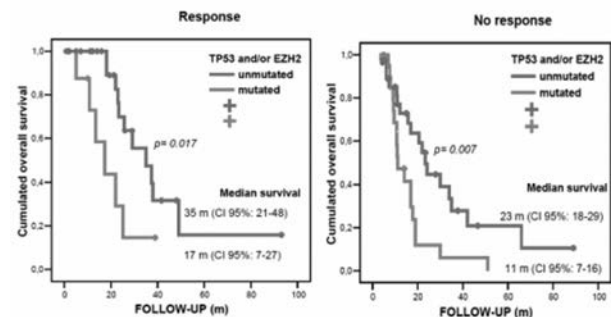 Response
Cumulated overall survival
1,0
0,8
0,6
0,4
0,2
0,0
TP53 and/or EZH2
unmutated
mutated
p= 0.017
Median survival
35 m (CI 95%: 21-48)
17 m (CI 95%: 7-27)
0 20 40 60 80 100
FOLLOW-UP (m)
No response
Cumulated overall survival
1,0
0,8
0,6
0,4
0,2
0,0
TP53 and/or EZH2
unmutated
mutated
p= 0.007
Median survival
23 m (CI 95%: 18-29)
11 m (CI 95%: 7-16)
0 20 40 60 80 100
FOLLOW-UP (m)